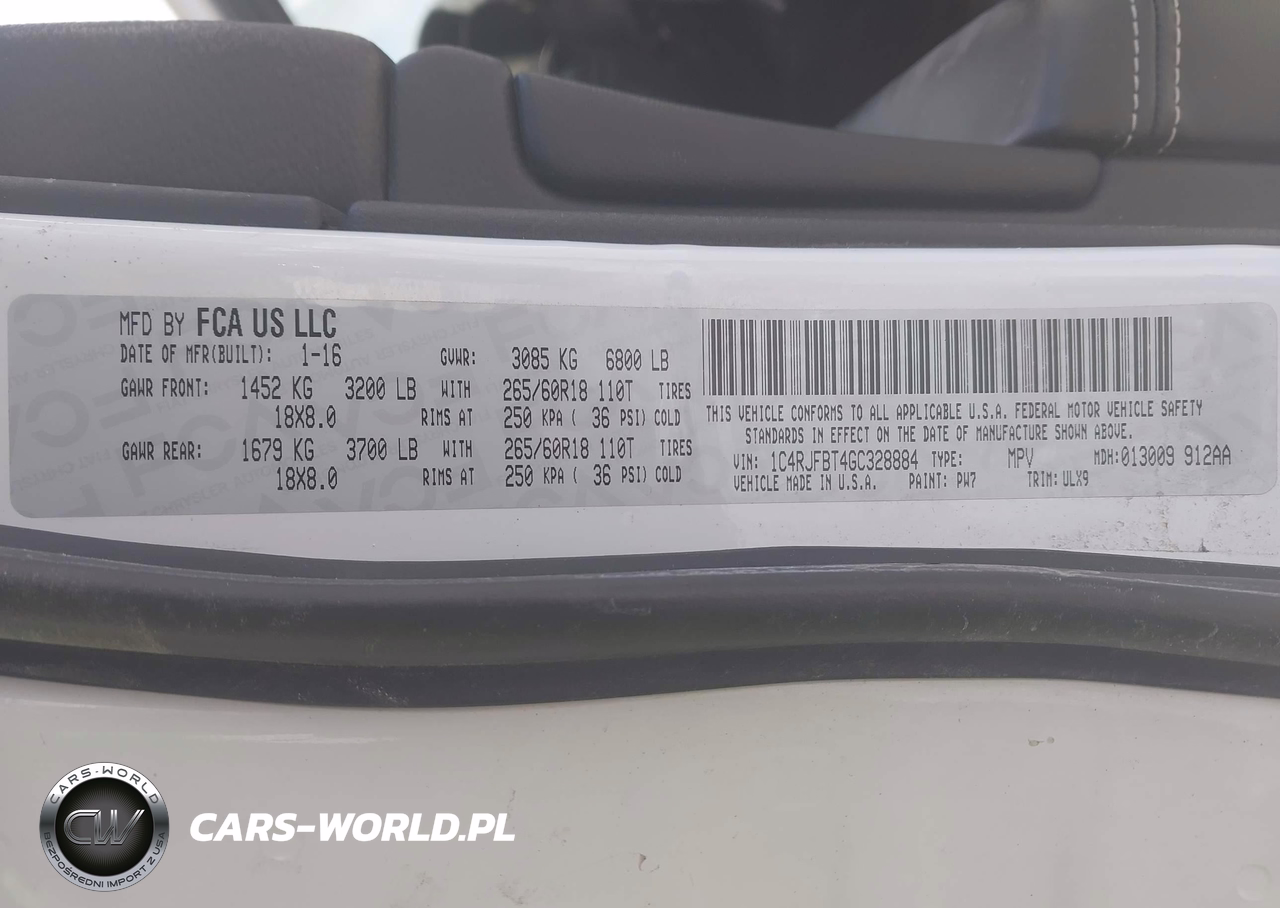 MFD BY FCA US LLC
DATE OF MFR(BUILT): 1-16 GVWR: 3085 KG 6800 LB
GAWR FRONT: 1452 KG 3200 LB WITH 265/60R18 110T TIRES
18X8.0 RIMS AT 250 KPA ( 36 PSI) COLD
GAWR REAR: 1679 KG 3700 LB WITH 265/60R18 110T TIRES
18X8.0 RIMS AT 250 KPA ( 36 PSI) COLD
THIS VEHICLE CONFORMS TO ALL APPLICABLE U.S.A. FEDERAL MOTOR VEHICLE SAFETY
STANDARDS IN EFFECT ON THE DATE OF MANUFACTURE SHOWN ABOVE.
VIN: 1C4RJFBT4GC328884 TYPE: MPV MDH: 013009 912AA
VEHICLE MADE IN U.S.A. PAINT: PW7 TRIM: ULX9
CARS-WORLD
CW
BEZPOŚREDNI IMPORT Z USA
CARS-WORLD.PL